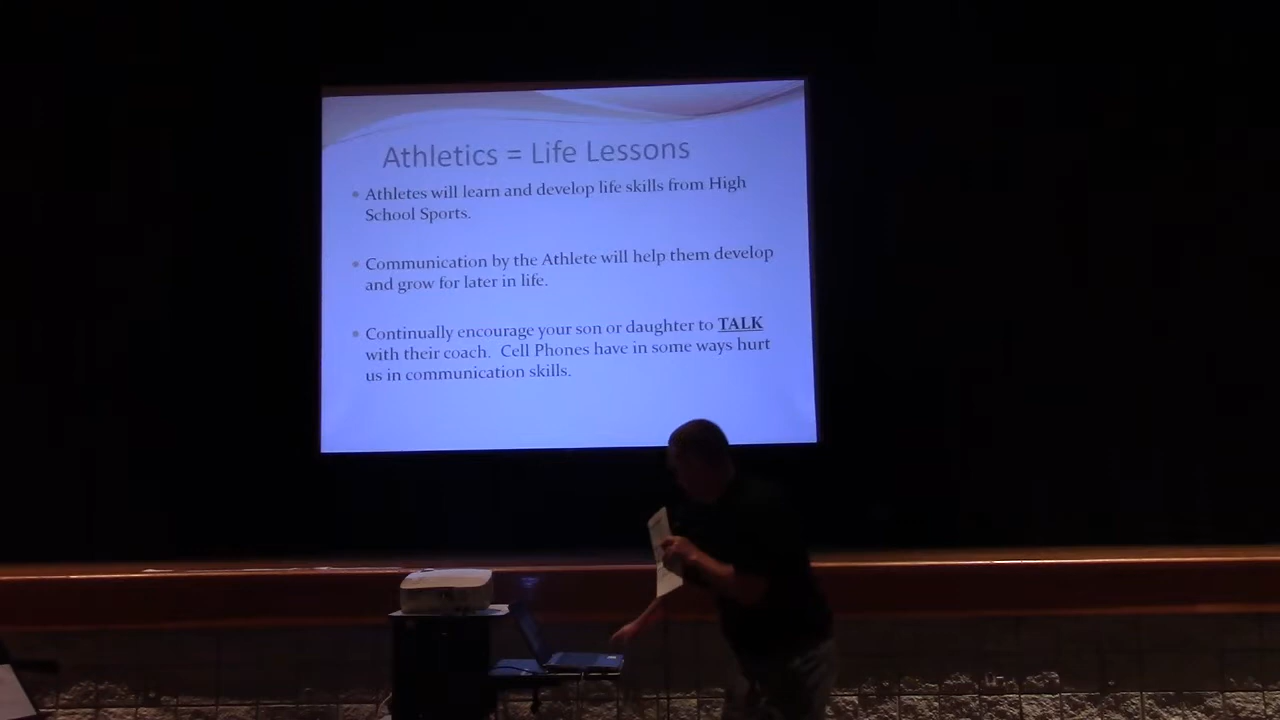 Athletics = Life Lessons
• Athletes will learn and develop life skills from High
School Sports.
• Communication by the Athlete will help them develop
and grow for later in life.
• Continually encourage your son or daughter to TALK
with their coach. Cell Phones have in some ways hurt
us in communication skills.